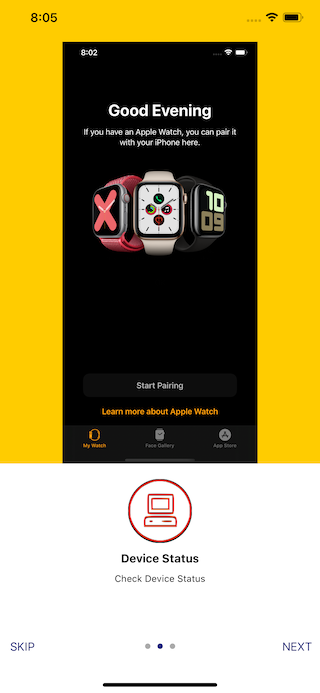 8:05
8:02
Good Evening
If you have an Apple Watch, you can pair it
with your iPhone here.
10
09
Start Pairing
Learn more about Apple Watch
My Watch
Face Gallery
App Store
Device Status
Check Device Status
SKIP
NEXT